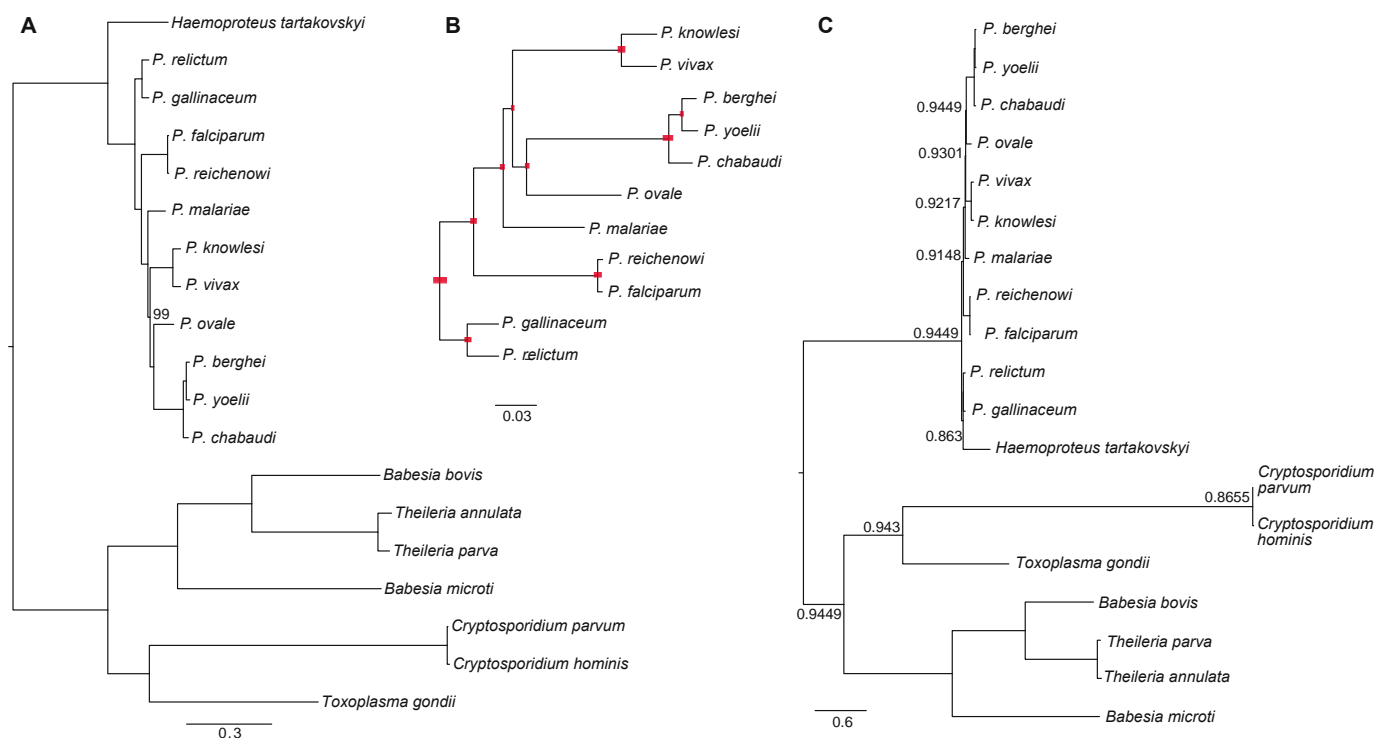 A
Haemoproteus tartakovskyi
P. relictum
P. gallinaceum
P. falciparum
P. reichenowi
P. malariae
P. knowlesi
P. vivax
99
P. ovale
P. berghei
P. yoelii
P. chabaudi
Babesia bovis
Theileria annulata
Theileria parva
Babesia microti
Cryptosporidium parvum
Cryptosporidium hominis
Toxoplasma gondii
0.3
B
P. knowlesi
P. vivax
P. berghei
P. yoelii
P. chabaudi
P. ovale
P. malariae
P. reichenowi
P. falciparum
P. gallinaceum
P. relictum
0.03
C
P. berghei
P. yoelii
P. chabaudi
0.9449
P. ovale
0.9301
P. vivax
0.9217
P. knowlesi
0.9148
P. malariae
P. reichenowi
0.9449
P. falciparum
P. relictum
P. gallinaceum
0.863
Haemoproteus tartakovskyi
Cryptosporidium
parvum
0.8655
Cryptosporidium
hominis
0.943
Toxoplasma gondii
0.9449
Babesia bovis
Theileria parva
Theileria annulata
Babesia microti
0.6